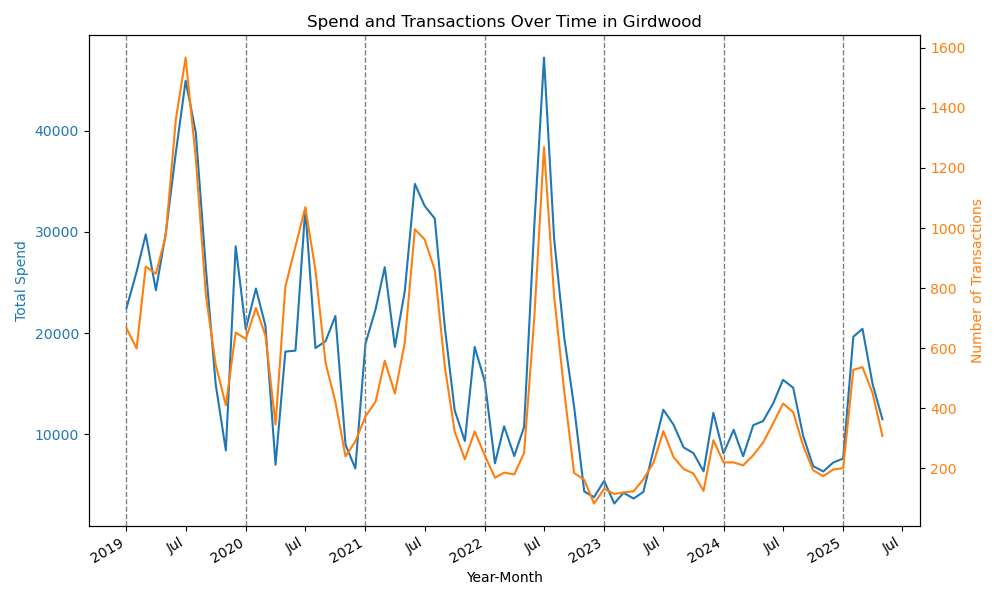 Spend and Transactions Over Time in Girdwood
Total Spend
40000
30000
20000
10000
1600
1400
1200
1000
800
600
400
200
Number of Transactions
2019 Jul 2020 Jul 2021 Jul 2022 Jul 2023 Jul 2024 Jul 2025 Jul
Year-Month